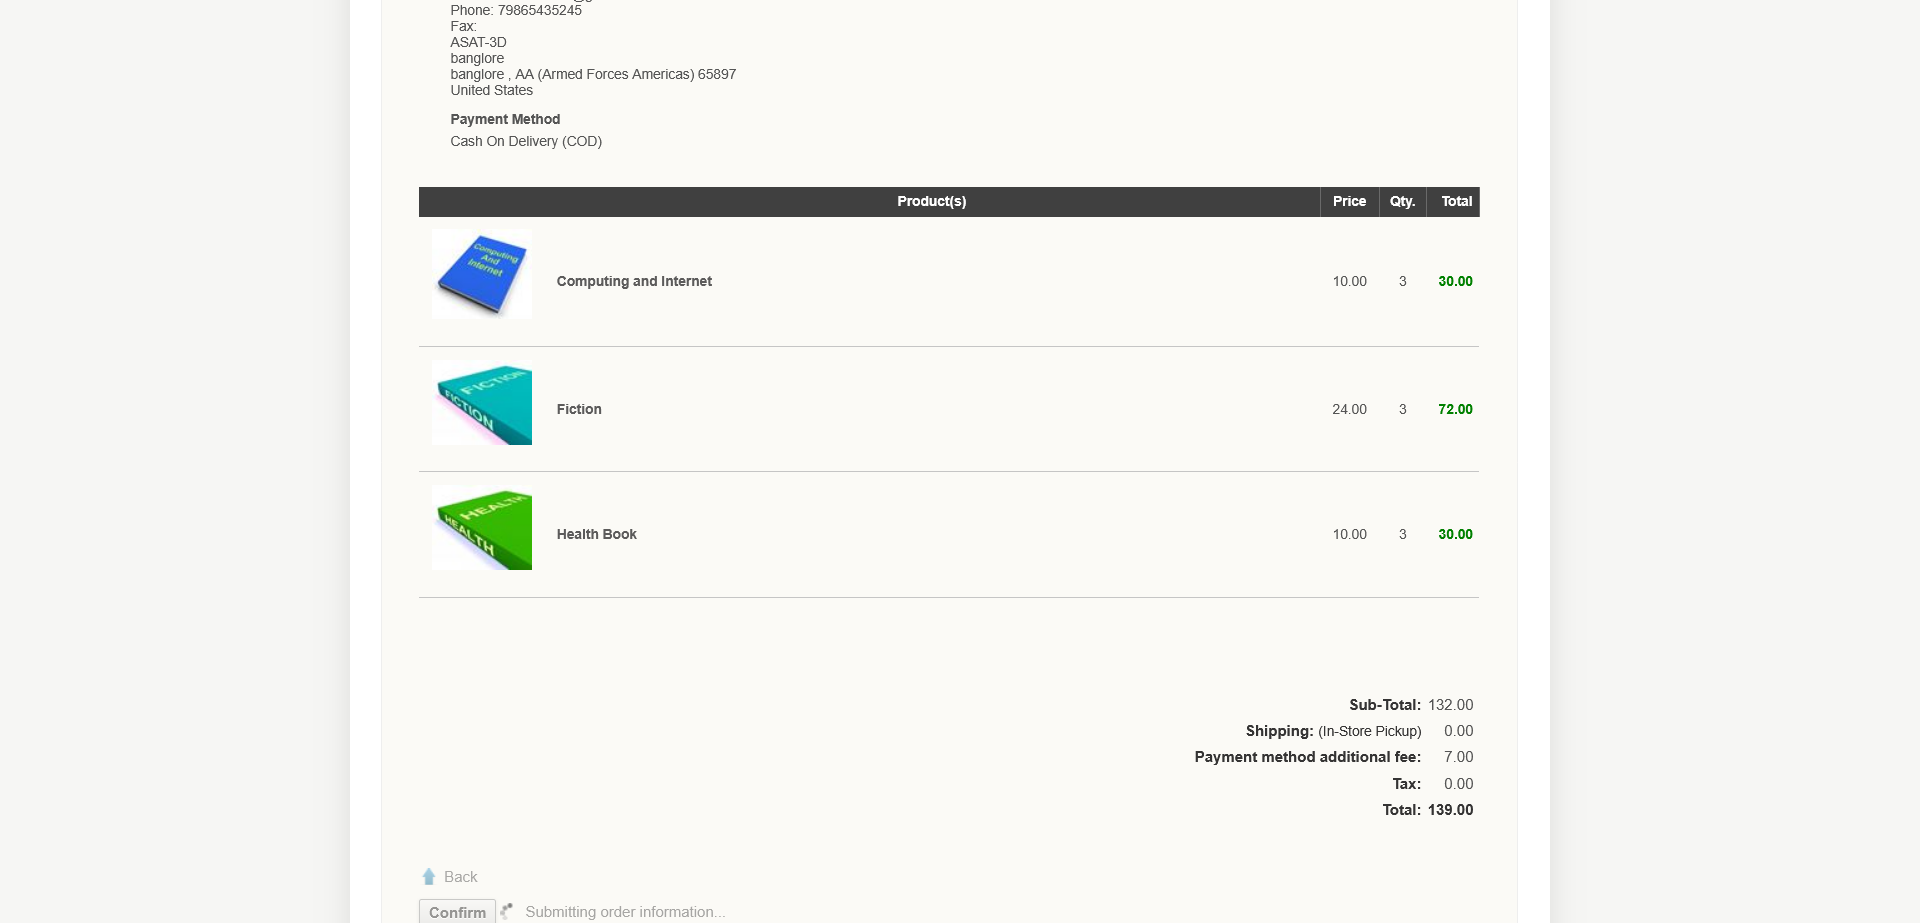 Phone: 79865435245
Fax:
ASAT-3D
banglore
banglore , AA (Armed Forces Americas) 65897
United States
Payment Method
Cash On Delivery (COD)
Product(s) Price Qty. Total
Computing And Internet
Computing and Internet 10.00 3 30.00
FICTION
FICTION
Fiction 24.00 3 72.00
HEALTH
HEALTH
Health Book 10.00 3 30.00
Sub-Total: 132.00
Shipping: (In-Store Pickup) 0.00
Payment method additional fee: 7.00
Tax: 0.00
Total: 139.00
Back
Confirm Submitting order information...